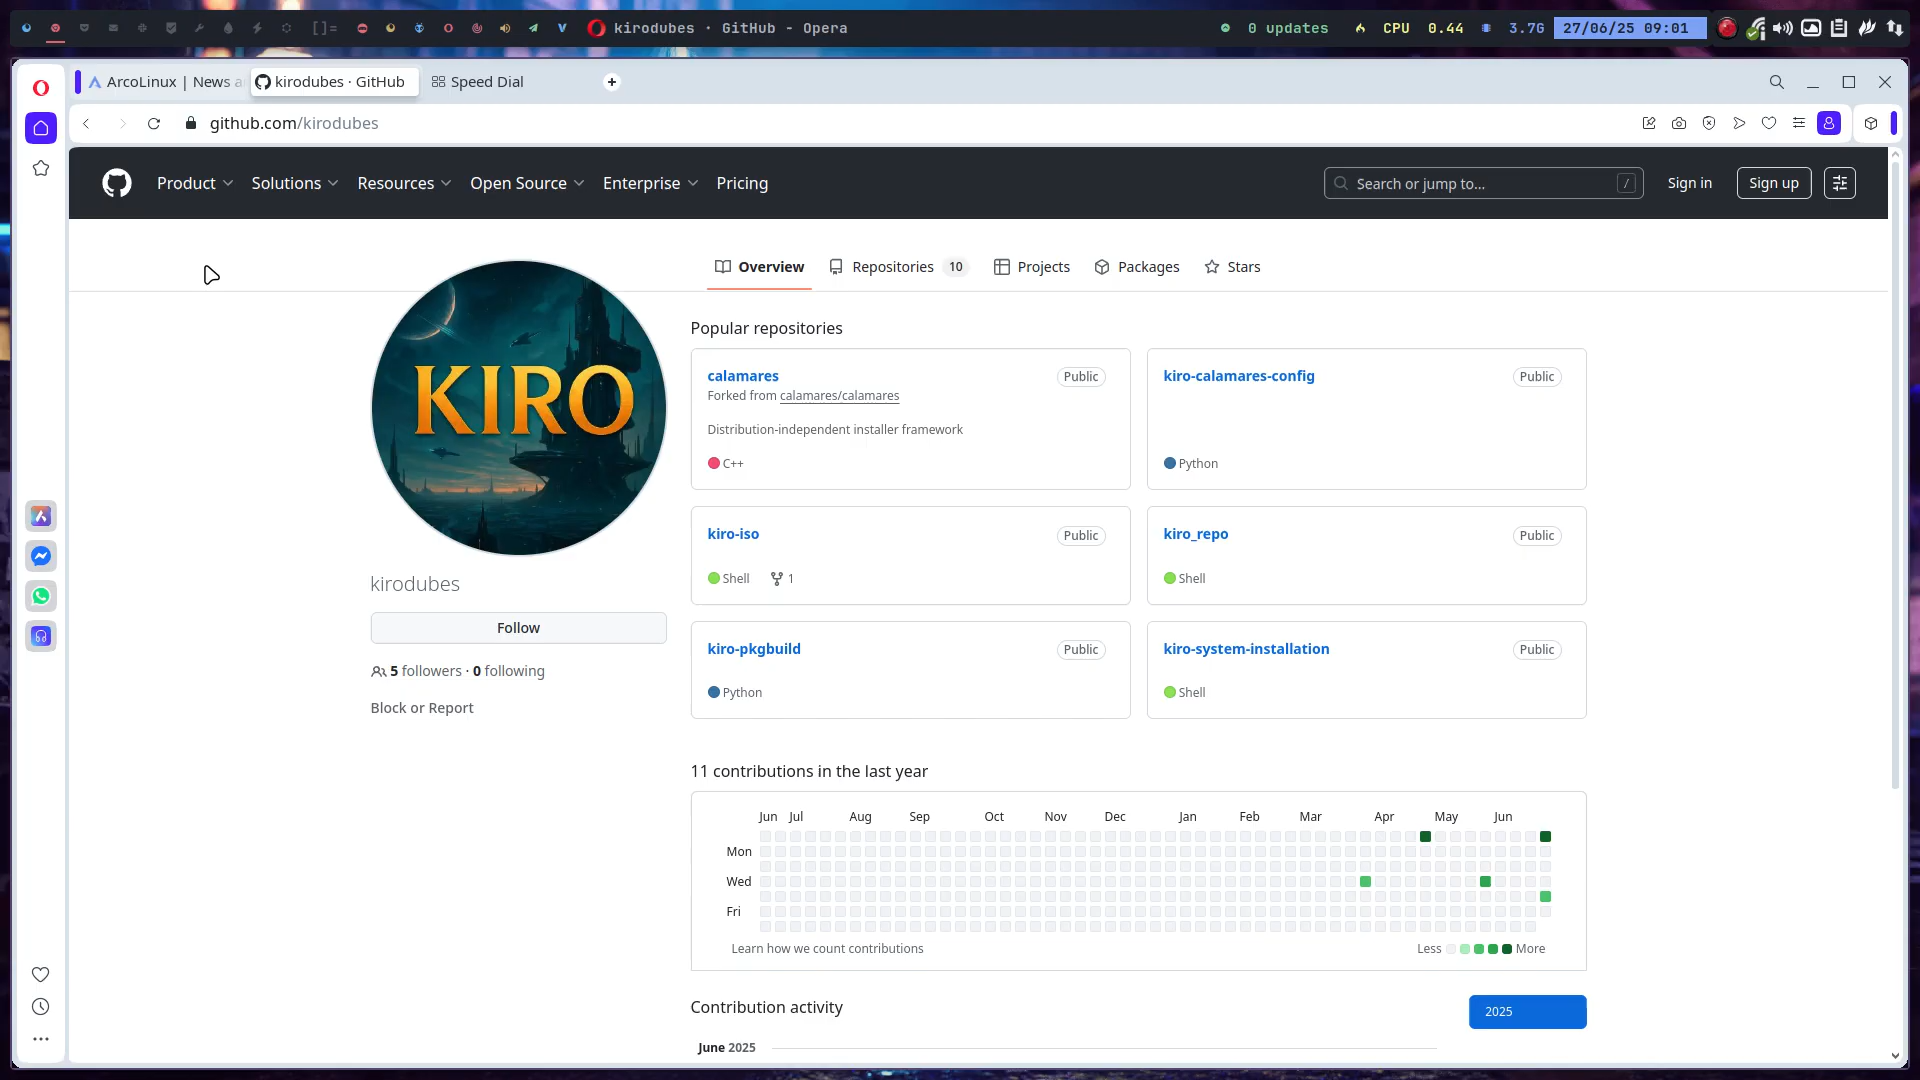 []= kirodubes · GitHub - Opera 0 updates CPU 0.44 3.7G 27/06/25 09:01
ArcoLinux | News a kirodubes · GitHub Speed Dial
github.com/kirodubes
Product Solutions Resources Open Source Enterprise Pricing Search or jump to... / Sign in Sign up
Overview Repositories 10 Projects Packages Stars
KIRO
kirodubes
Follow
5 followers · 0 following
Block or Report
Popular repositories
calamares Public
Forked from calamares/calamares
Distribution-independent installer framework
C++
kiro-calamares-config Public
Python
kiro-iso Public
Shell 1
kiro_repo Public
Shell
kiro-pkgbuild Public
Python
kiro-system-installation Public
Shell
11 contributions in the last year
Jun Jul Aug Sep Oct Nov Dec Jan Feb Mar Apr May Jun
Mon
Wed
Fri
Learn how we count contributions Less More
Contribution activity
2025
June 2025